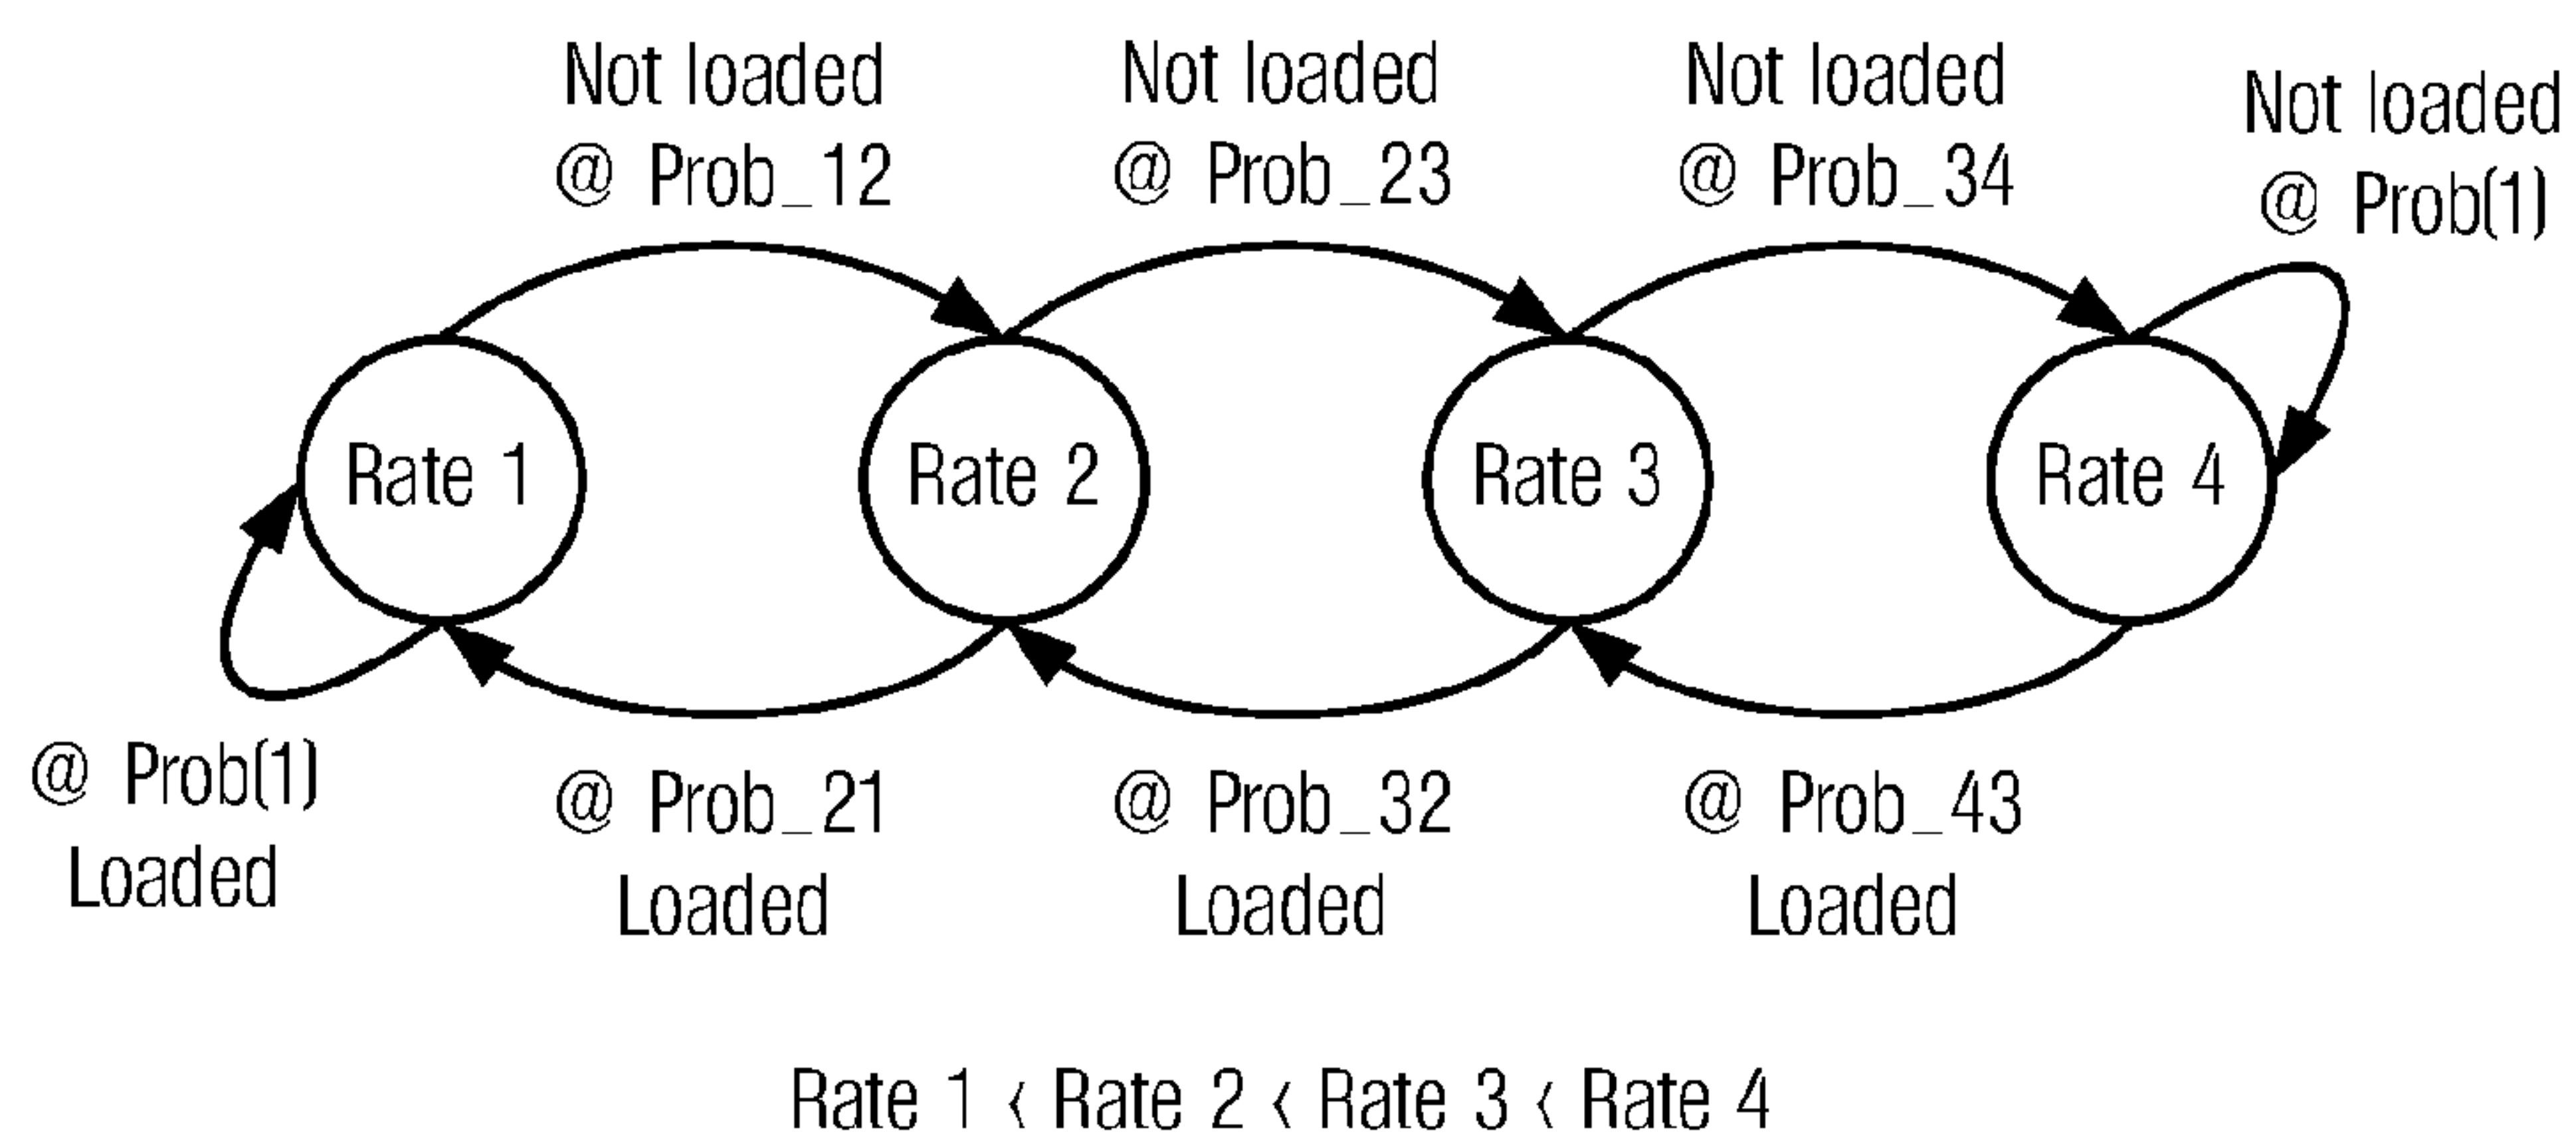 Not loaded
@ Prob_12
Not loaded
@ Prob_23
Not loaded
@ Prob_34
Not loaded
@ Prob(1)
Rate 1
Rate 2
Rate 3
Rate 4
@ Prob(1)
Loaded
@ Prob_21
Loaded
@ Prob_32
Loaded
@ Prob_43
Loaded
Rate 1 < Rate 2 < Rate 3 < Rate 4